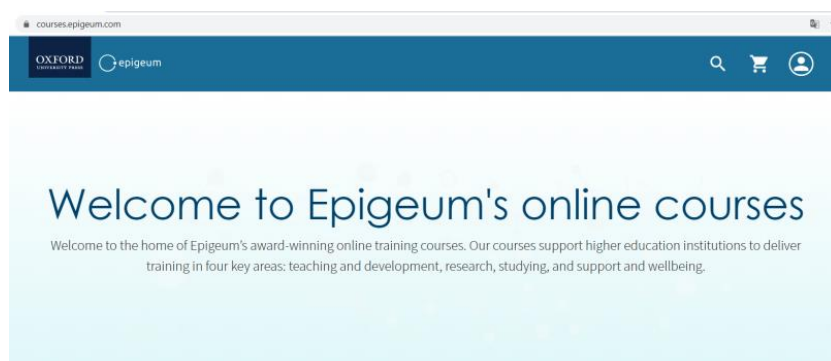 courses.epigeum.com
OXFORD
UNIVERSITY PRESS
epigeum
Welcome to Epigeum's online courses
Welcome to the home of Epigeum's award-winning online training courses. Our courses support higher education institutions to deliver
training in four key areas: teaching and development, research, studying, and support and wellbeing.